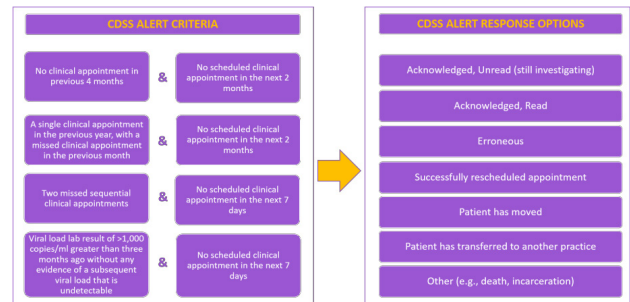 CDSS ALERT CRITERIA
No clinical appointment in
previous 4 months
&
No scheduled clinical
appointment in the next 2
months
A single clinical appointment
in the previous year, with a
missed clinical appointment
in the previous month
&
No scheduled clinical
appointment in the next 2
months
Two missed sequential
clinical appointments
&
No scheduled clinical
appointment in the next 7
days
Viral load lab result of >1,000
copies/ml greater than three
months ago without any
evidence of a subsequent
viral load that is
undetectable
&
No scheduled clinical
appointment in the next 7
days
CDSS ALERT RESPONSE OPTIONS
Acknowledged, Unread (still investigating)
Acknowledged, Read
Erroneous
Successfully rescheduled appointment
Patient has moved
Patient has transferred to another practice
Other (e.g., death, incarceration)